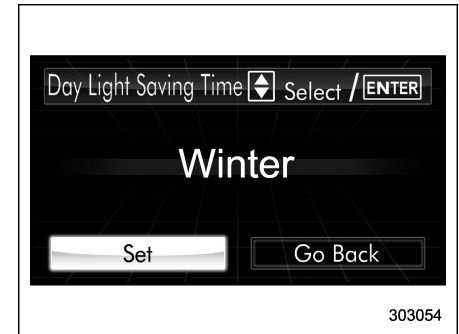 Day Light Saving Time Select / ENTER
Winter
Set Go Back
303054